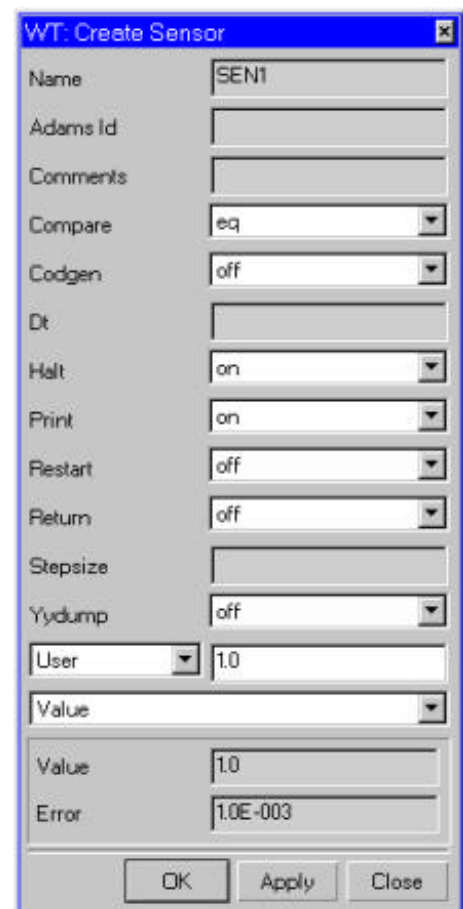 WT: Create Sensor
Name SEN1
Adams Id
Comments
Compare eq
Codgen off
Dt
Halt on
Print on
Restart off
Return off
Stepsize
Yydump off
User 1.0
Value
Value 1.0
Error 1.0E-003
OK Apply Close